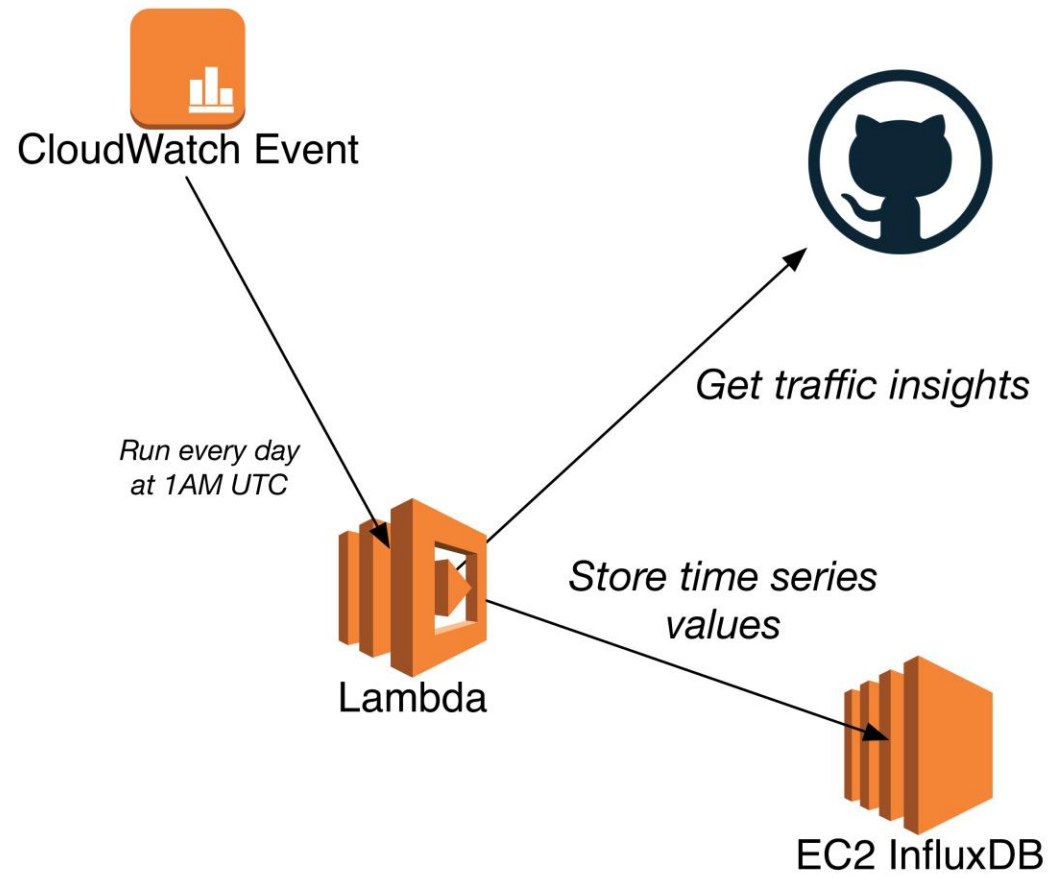 CloudWatch Event
Get traffic insights
Run every day
at 1AM UTC
Store time series
values
Lambda
EC2 InfluxDB